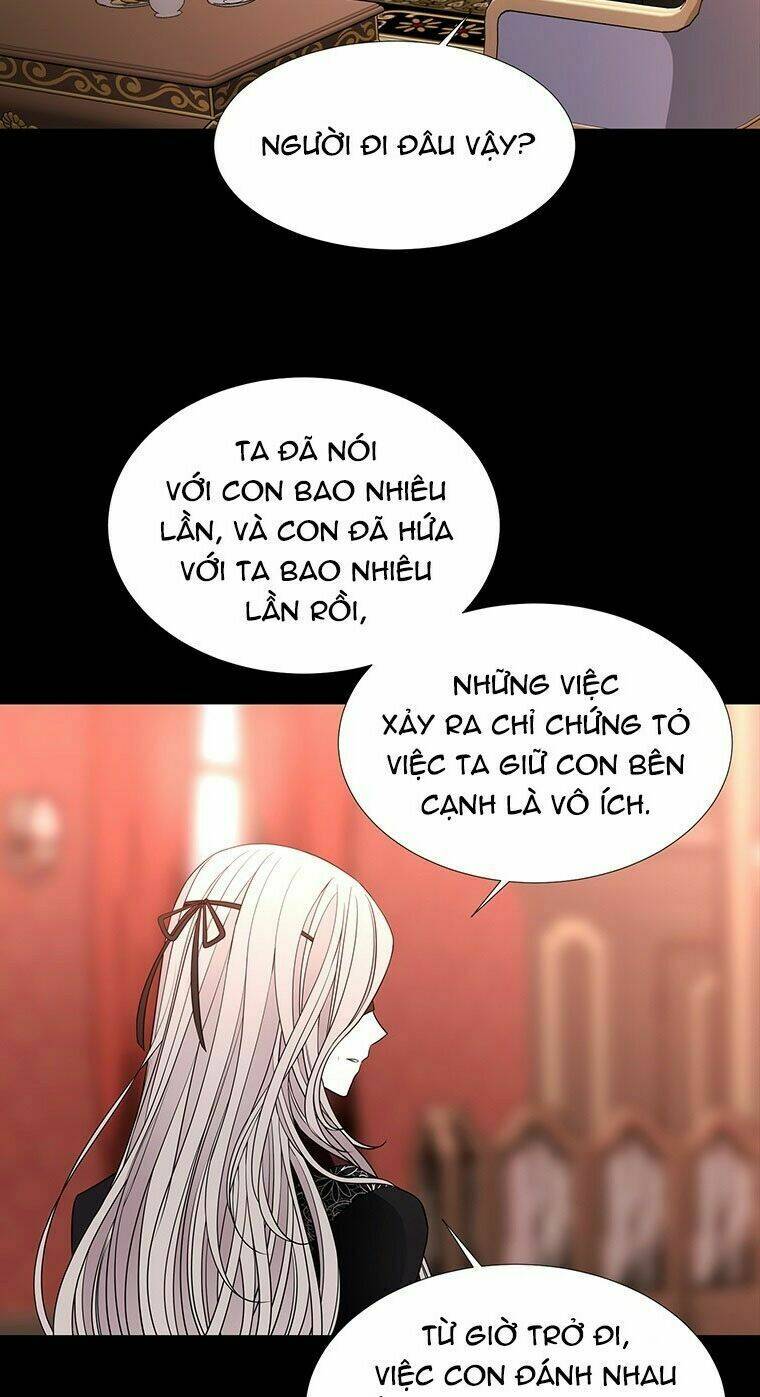 NGƯỜI ĐI ĐÂU VẬY?
TA ĐÃ NÓI
VỚI CON BAO NHIÊU
LẦN, VÀ CON ĐÃ HỨA
VỚI TA BAO NHIÊU
LẦN RỒI,
NHỮNG VIỆC
XẢY RA CHỈ CHỨNG TỎ
VIỆC TA GIỮ CON BÊN
CẠNH LÀ VÔ ÍCH.
TỪ GIỜ TRỞ ĐI,
VIỆC CON ĐÁNH NHAU